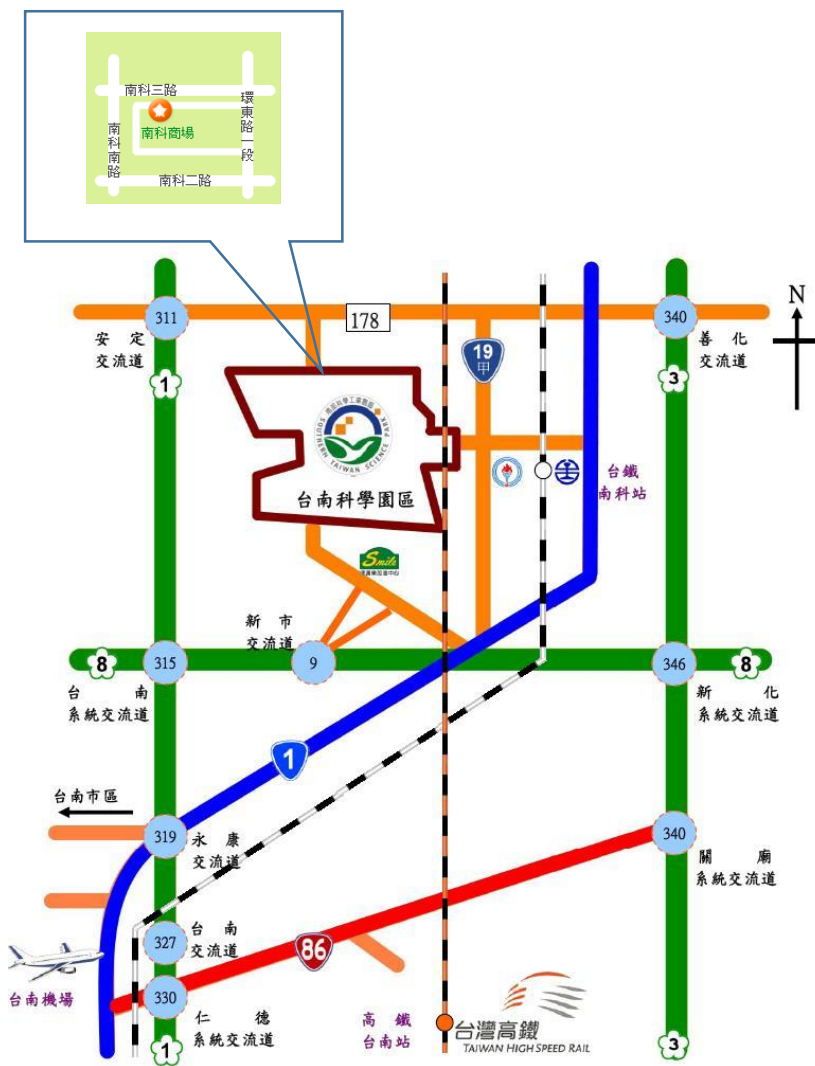 南科三路
環東路一段
南科南路
南科商場
南科二路
N
311
178
340
安定
交流道
善化
交流道
19
甲
1
3
SOUTHERN TAIWAN SCIENCE PARK
台南科學園區
台鐵
南科站
Smile
新市
交流道
8
315
9
346
8
台南
系統交流道
新化
系統交流道
1
台南市區
319
永康
交流道
340
關廟
系統交流道
327
台南
交流道
86
台南機場
330
仁德
系統交流道
高鐵
台南站
台灣高鐵
TAIWAN HIGH SPEED RAIL
1
3